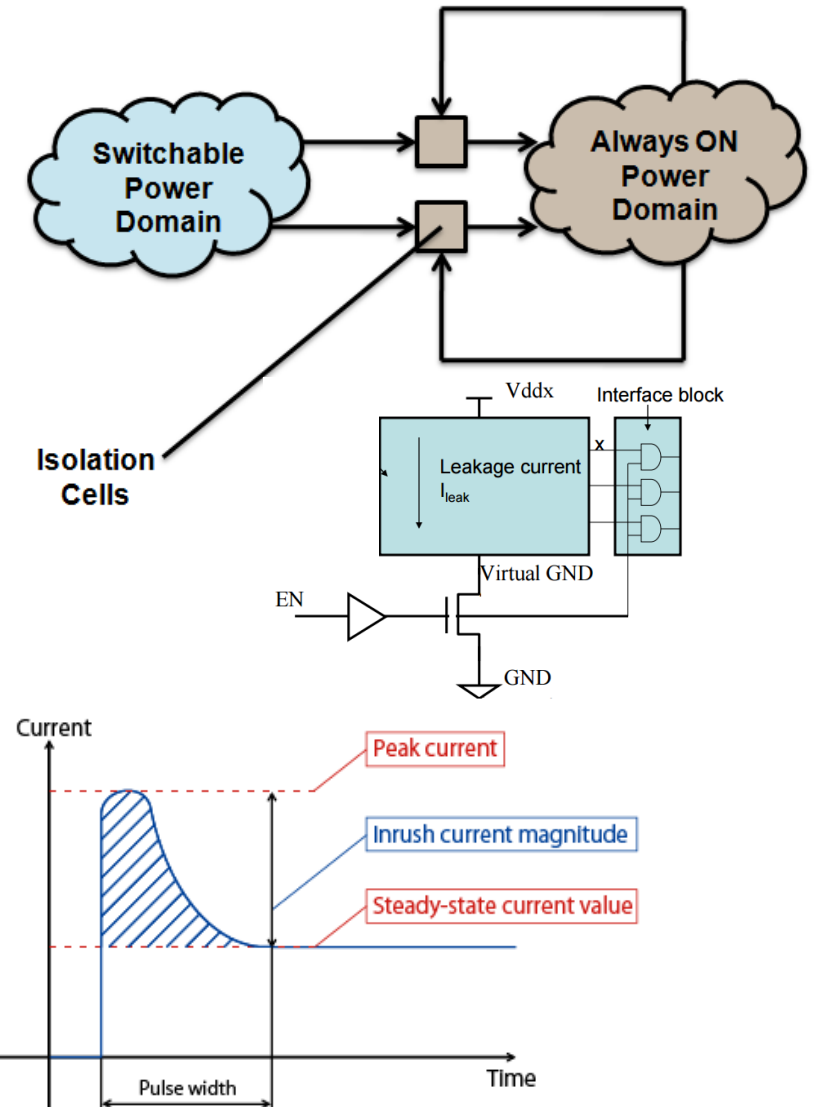 Switchable
Power
Domain
Always ON
Power
Domain
Isolation
Cells
Vddx
Interface block
x
Leakage current
Ileak
Virtual GND
EN
GND
Current
Peak current
Inrush current magnitude
Steady-state current value
Pulse width
Time